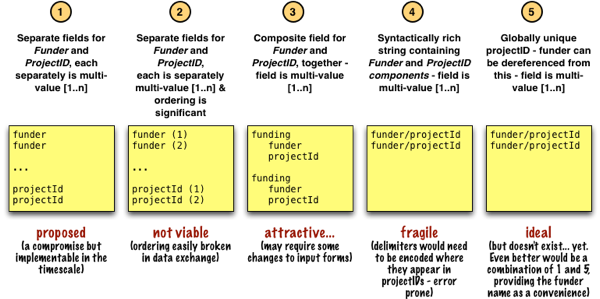 1
Separate fields for
Funder and
ProjectID, each
separately is multi-
value [1..n]
funder
funder
...
projectId
projectId
proposed
(a compromise but
implementable in the
timescale)
2
Separate fields for
Funder and
ProjectID,
each is separately
multi-value [1..n] &
ordering is
significant
funder (1)
funder (2)
...
projectId (1)
projectId (2)
not viable
(ordering easily broken
in data exchange)
3
Composite field for
Funder and
ProjectID, together -
field is multi-value
[1..n]
funding
funder
projectId
funding
funder
projectId
attractive...
(may require some
changes to input forms)
4
Syntactically rich
string containing
Funder and ProjectID
components - field is
multi-value [1..n]
funder/projectId
funder/projectId
fragile
(delimiters would need
to be encoded where
they appear in
projectIDs - error
prone)
5
Globally unique
projectID - funder can
be dereferenced from
this - field is multi-
value [1..n]
funder/projectId
funder/projectId
ideal
(but doesn't exist... yet.
Even better would be a
combination of 1 and 5,
providing the funder
name as a convenience)